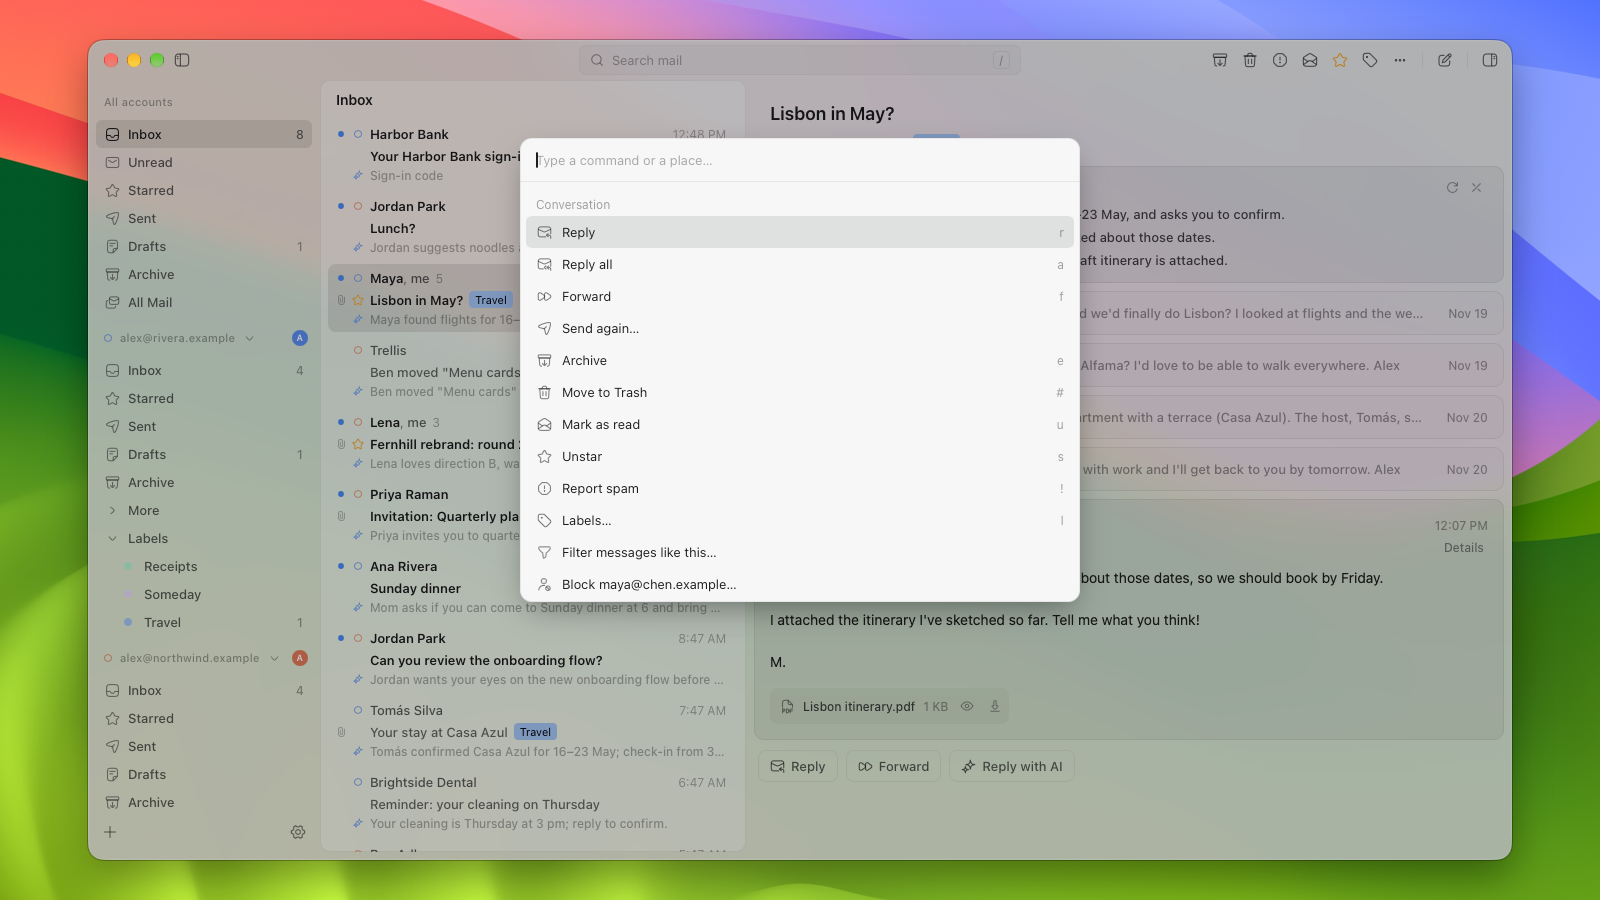 Search mail /
All accounts
Inbox 8
Unread
Starred
Sent
Drafts 1
Archive
All Mail
alex@rivera.example A
Inbox 4
Starred
Sent
Drafts 1
Archive
More
Labels
Receipts
Someday
Travel 1
alex@northwind.example A
Inbox 4
Starred
Sent
Drafts
Archive
Inbox
Harbor Bank 12:48 PM
Your Harbor Bank sign-i
Sign-in code
Jordan Park
Lunch?
Jordan suggests noodles
Maya, me 5
Lisbon in May? Travel
Maya found flights for 16–
Trellis
Ben moved "Menu cards
Ben moved "Menu cards"
Lena, me 3
Fernhill rebrand: round
Lena loves direction B, wa
Priya Raman
Invitation: Quarterly pla
Priya invites you to quarte
Ana Rivera
Sunday dinner
Mom asks if you can come to Sunday dinner at 6 and bring ...
Jordan Park 8:47 AM
Can you review the onboarding flow?
Jordan wants your eyes on the new onboarding flow before ...
Tomás Silva 7:47 AM
Your stay at Casa Azul Travel
Tomás confirmed Casa Azul for 16–23 May; check-in from 3...
Brightside Dental 6:47 AM
Reminder: your cleaning on Thursday
Your cleaning is Thursday at 3 pm; reply to confirm.
Type a command or a place...
Conversation
Reply r
Reply all a
Forward f
Send again...
Archive e
Move to Trash #
Mark as read u
Unstar s
Report spam !
Labels... l
Filter messages like this...
Block maya@chen.example...
Lisbon in May?
-23 May, and asks you to confirm.
ed about those dates.
aft itinerary is attached.
d we'd finally do Lisbon? I looked at flights and the we... Nov 19
Alfama? I'd love to be able to walk everywhere. Alex Nov 19
artment with a terrace (Casa Azul). The host, Tomás, s... Nov 20
with work and I'll get back to you by tomorrow. Alex Nov 20
12:07 PM
Details
bout those dates, so we should book by Friday.
I attached the itinerary I've sketched so far. Tell me what you think!
M.
PDF Lisbon itinerary.pdf 1 KB
Reply
Forward
Reply with AI